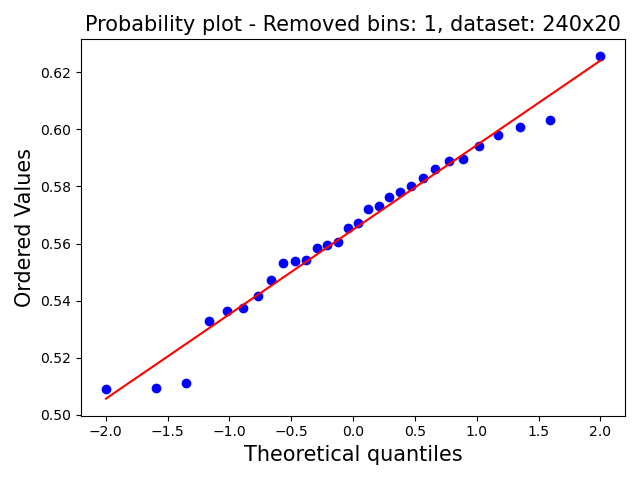 Probability plot - Removed bins: 1, dataset: 240x20
Ordered Values
0.62
0.60
0.58
0.56
0.54
0.52
0.50
−2.0 −1.5 −1.0 −0.5 0.0 0.5 1.0 1.5 2.0
Theoretical quantiles